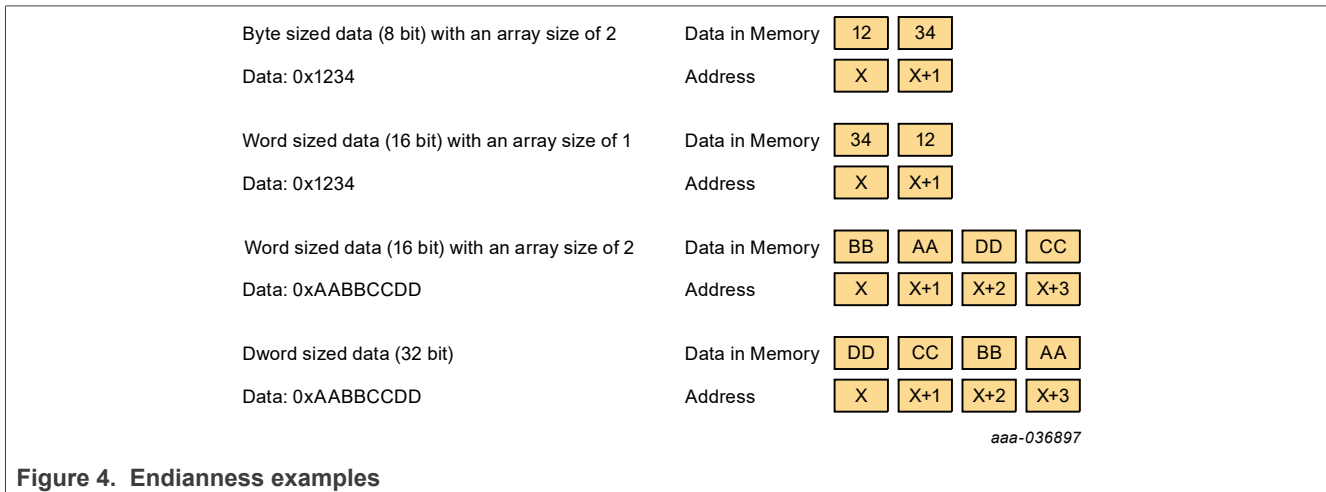 Byte sized data (8 bit) with an array size of 2 Data in Memory 12 34
Data: 0x1234 Address X X+1
Word sized data (16 bit) with an array size of 1 Data in Memory 34 12
Data: 0x1234 Address X X+1
Word sized data (16 bit) with an array size of 2 Data in Memory BB AA DD CC
Data: 0xAABBCCDD Address X X+1 X+2 X+3
Dword sized data (32 bit) Data in Memory DD CC BB AA
Data: 0xAABBCCDD Address X X+1 X+2 X+3
aaa-036897
Figure 4. Endianness examples